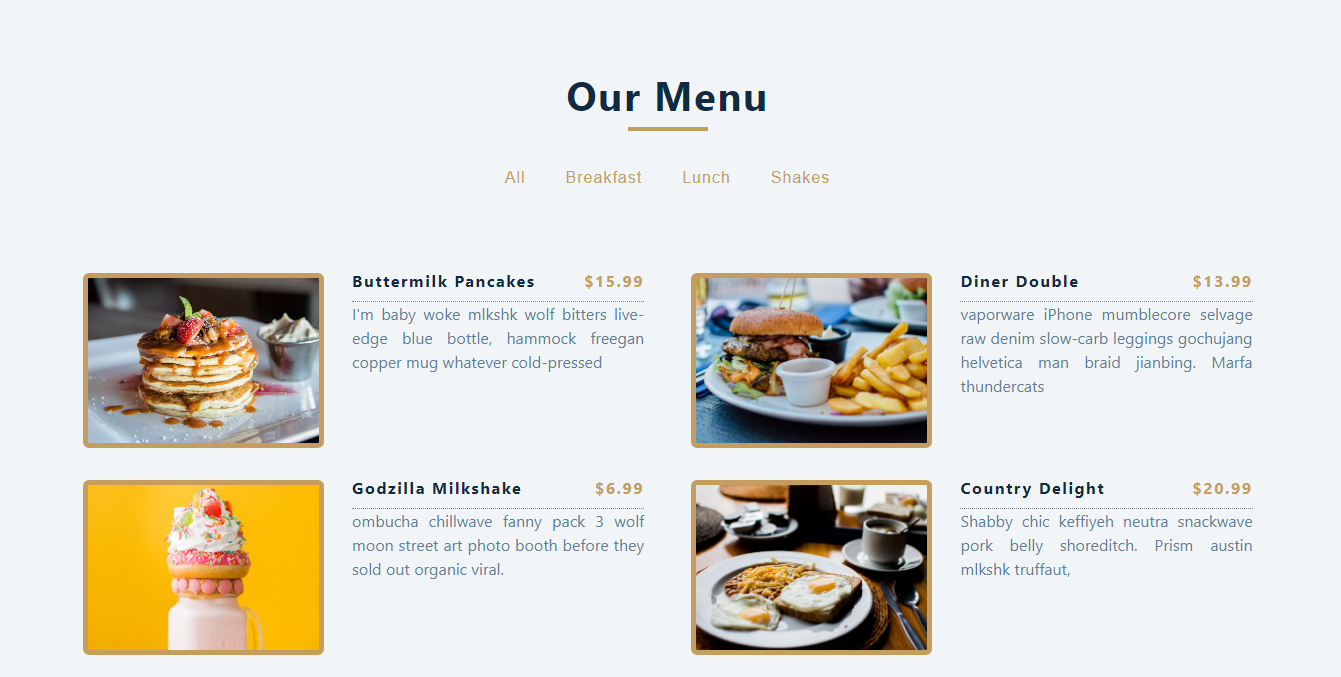 Our Menu
All Breakfast Lunch Shakes
Buttermilk Pancakes $15.99
I'm baby woke mlkshk wolf bitters live-
edge blue bottle, hammock freegan
copper mug whatever cold-pressed
Diner Double $13.99
vaporware iPhone mumblecore selvage
raw denim slow-carb leggings gochujang
helvetica man braid jianbing. Marfa
thundercats
Godzilla Milkshake $6.99
ombucha chillwave fanny pack 3 wolf
moon street art photo booth before they
sold out organic viral.
Country Delight $20.99
Shabby chic keffiyeh neutra snackwave
pork belly shoreditch. Prism austin
mlkshk truffaut,